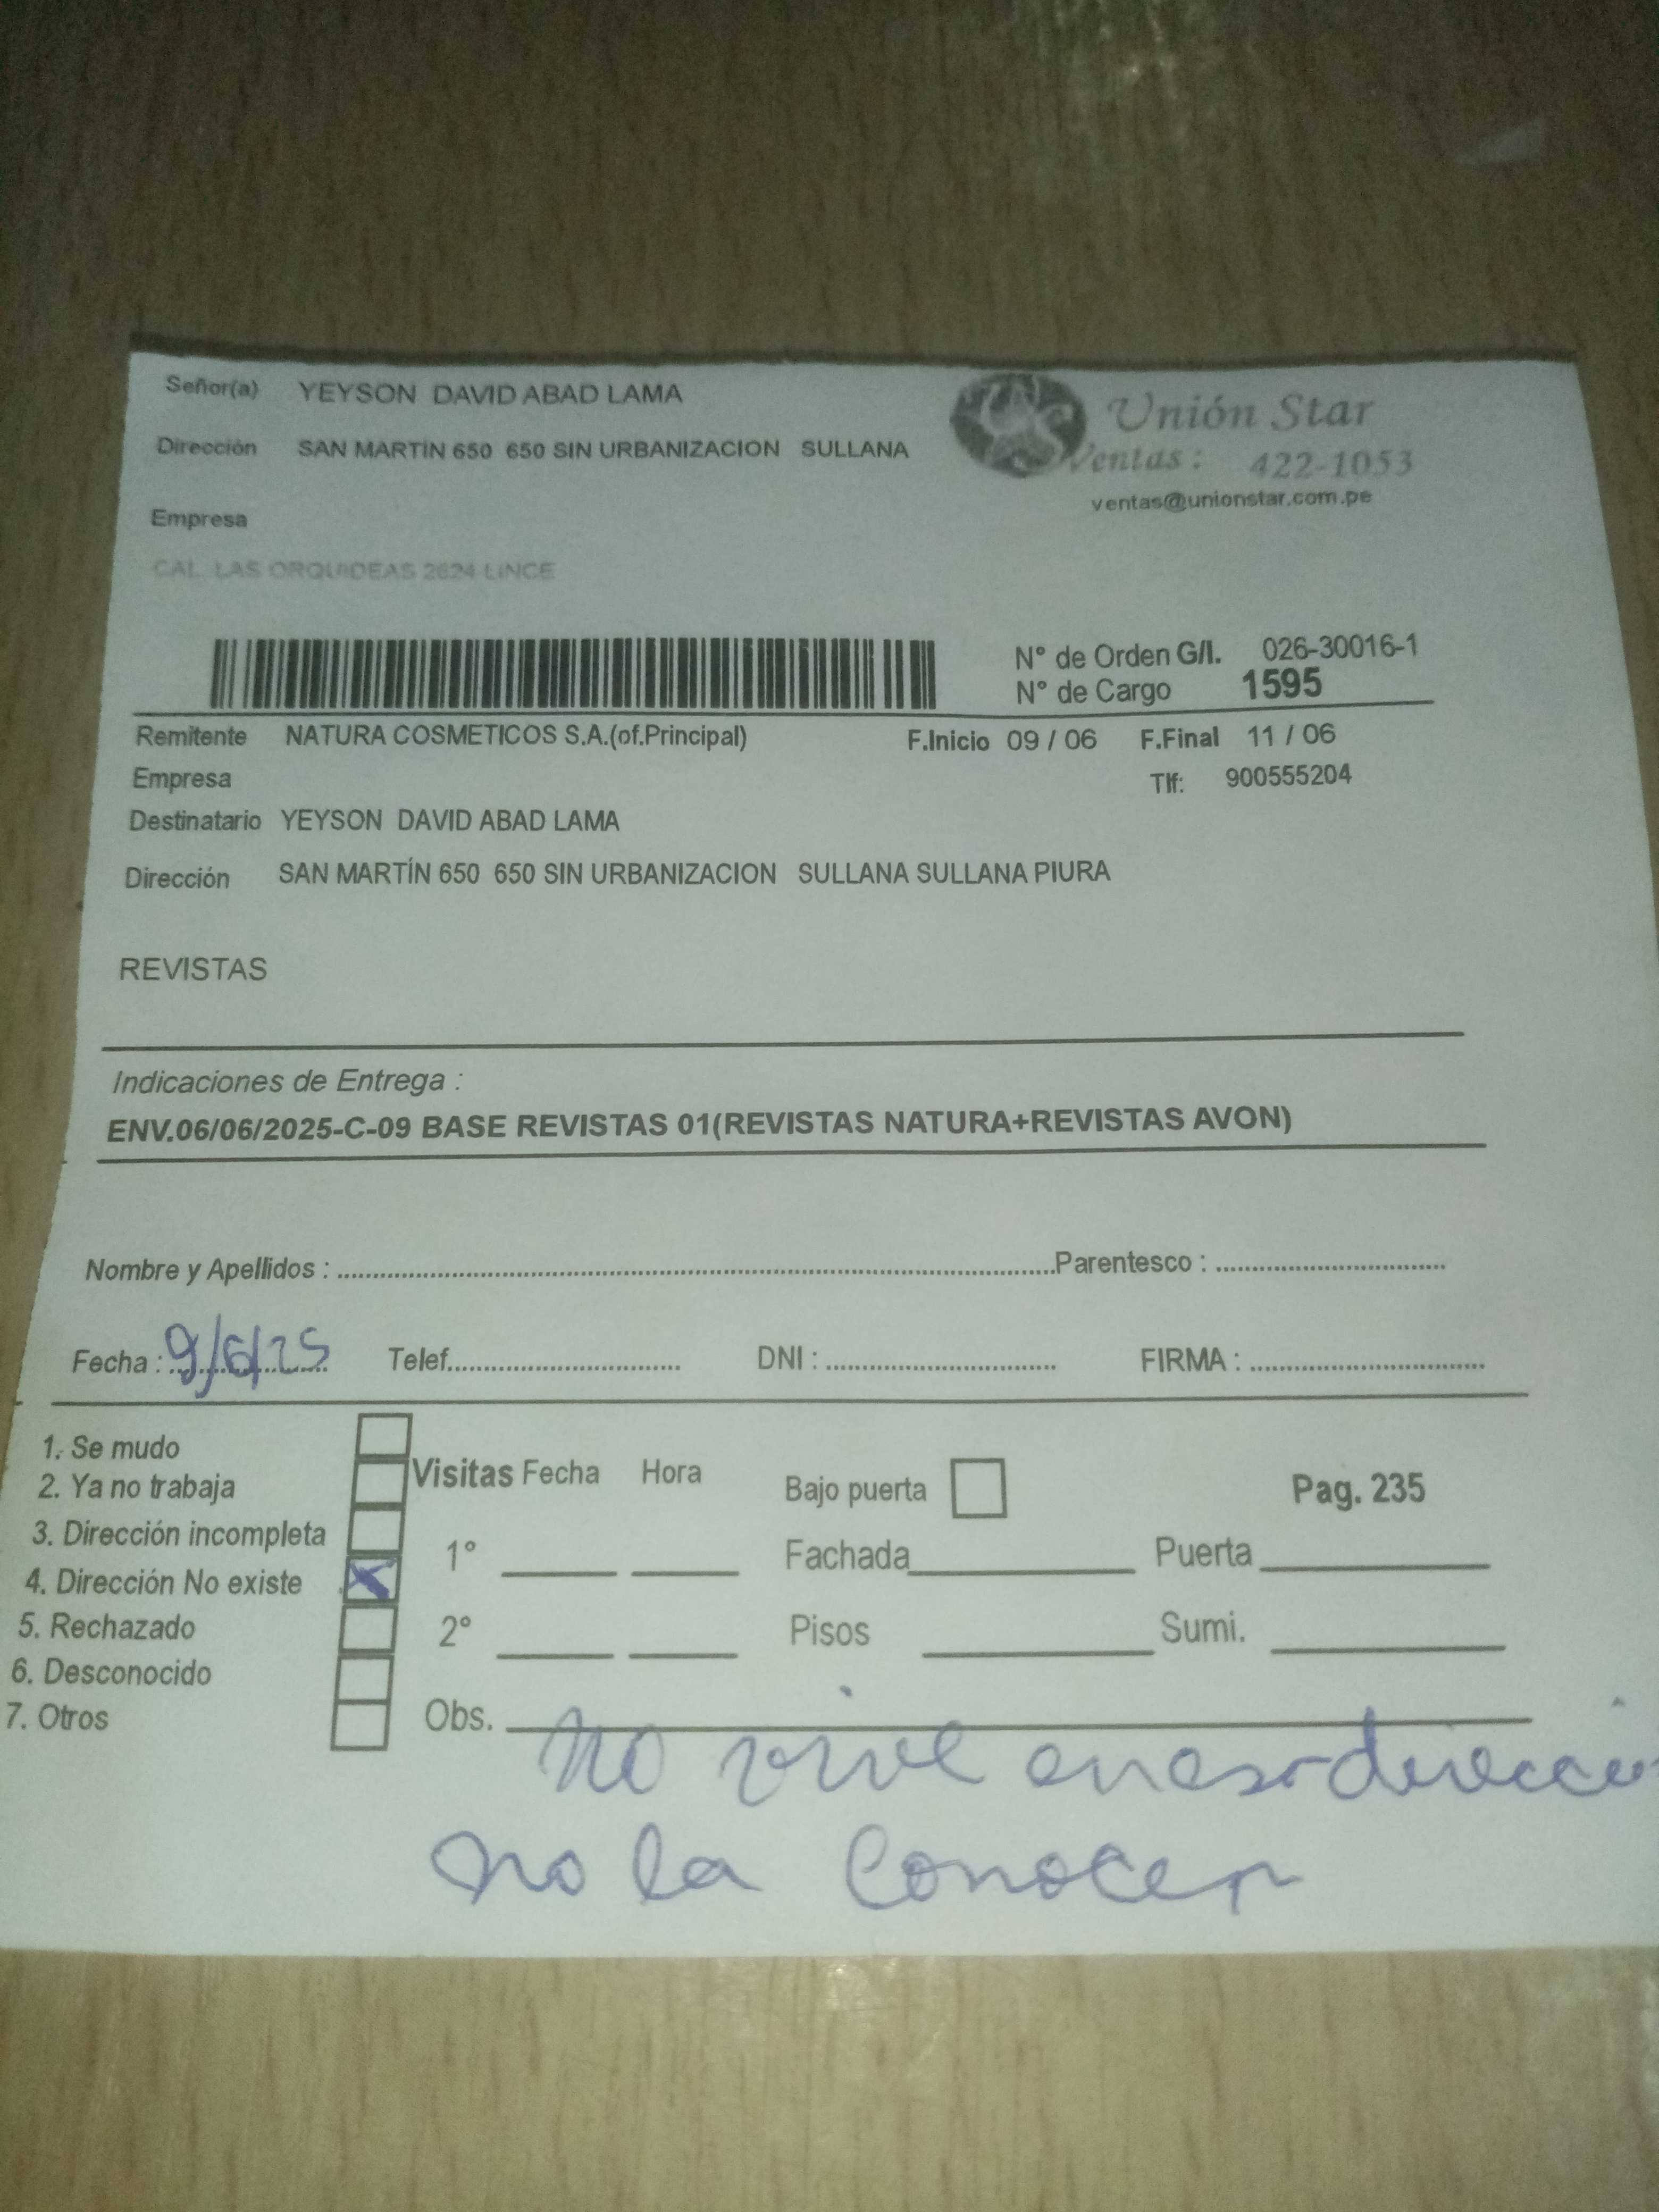 Señor(a) YEYSON DAVID ABAD LAMA
Unión Star
Dirección SAN MARTÍN 650 650 SIN URBANIZACION SULLANA
Ventas: 422-1053
ventas@unionstar.com.pe
Empresa
CAL. LAS ORQUIDEAS 2624 LINCE
N° de Orden G/I. 026-30016-1
N° de Cargo 1595
Remitente NATURA COSMETICOS S.A.(of.Principal) F.Inicio 09 / 06 F.Final 11 / 06
Empresa Tlf: 900555204
Destinatario YEYSON DAVID ABAD LAMA
Dirección SAN MARTÍN 650 650 SIN URBANIZACION SULLANA SULLANA PIURA
REVISTAS
Indicaciones de Entrega :
ENV.06/06/2025-C-09 BASE REVISTAS 01(REVISTAS NATURA+REVISTAS AVON)
Nombre y Apellidos : Parentesco :
Fecha : 9/6/25 Telef. DNI : FIRMA :
1. Se mudo
2. Ya no trabaja
3. Dirección incompleta
4. Dirección No existe
5. Rechazado
6. Desconocido
7. Otros
Visitas Fecha Hora Bajo puerta Pag. 235
1° Fachada Puerta
2° Pisos Sumi.
Obs.
No vive en esa direcció
no la conocen